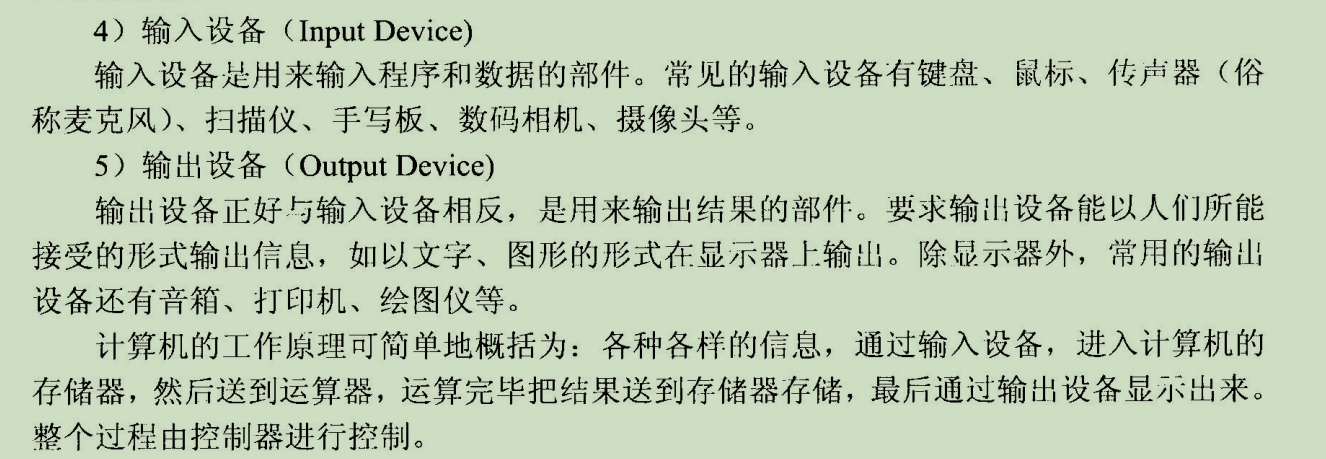 4）输入设备（Input Device)
输入设备是用来输入程序和数据的部件。常见的输入设备有键盘、鼠标、传声器（俗
称麦克风）、扫描仪、手写板、数码相机、摄像头等。
5）输出设备（Output Device)
输出设备正好与输入设备相反，是用来输出结果的部件。要求输出设备能以人们所能
接受的形式输出信息，如以文字、图形的形式在显示器上输出。除显示器外，常用的输出
设备还有音箱、打印机、绘图仪等。
计算机的工作原理可简单地概括为：各种各样的信息，通过输入设备，进入计算机的
存储器，然后送到运算器，运算完毕把结果送到存储器存储，最后通过输出设备显示出来。
整个过程由控制器进行控制。